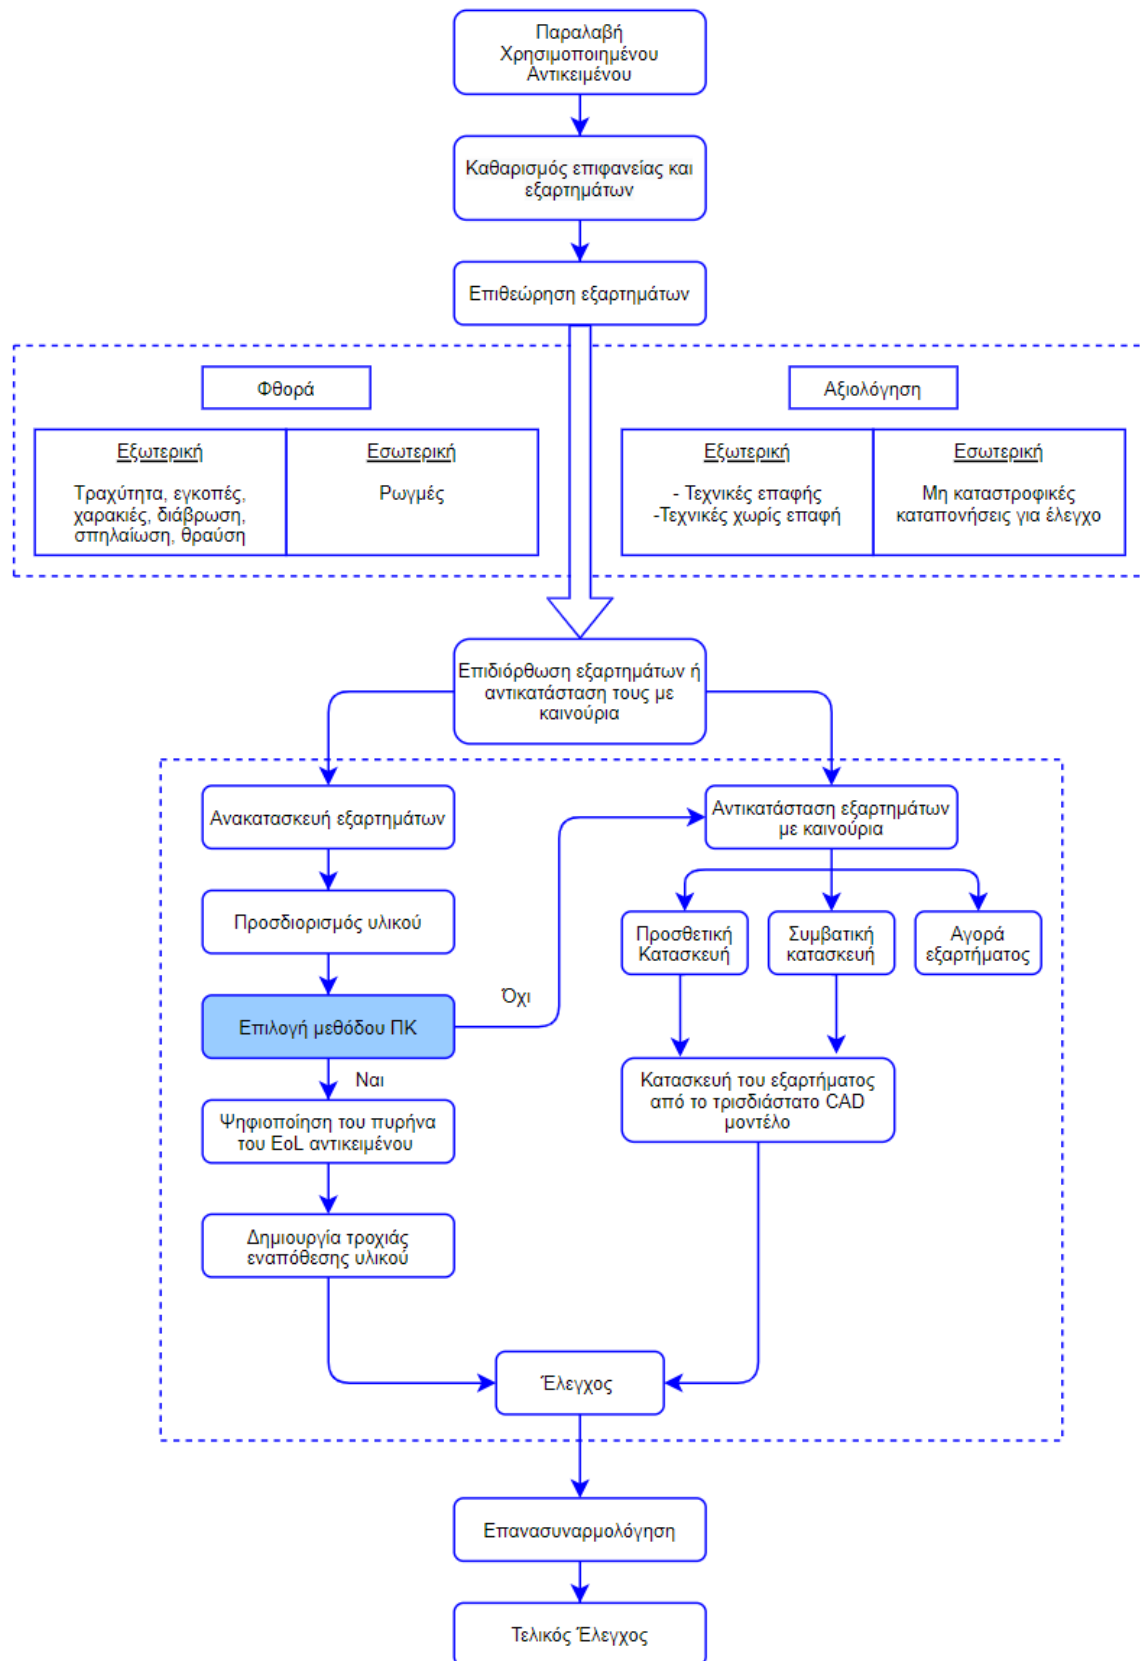 Παραλαβή
Χρησιμοποιημένου
Αντικειμένου
Καθαρισμός επιφανείας και
εξαρτημάτων
Επιθεώρηση εξαρτημάτων
Φθορά
Εξωτερική
Τραχύτητα, εγκοπές,
χαρακιές, διάβρωση,
σπηλαίωση, θραύση
Εσωτερική
Ρωγμές
Αξιολόγηση
Εξωτερική
- Τεχνικές επαφής
-Τεχνικές χωρίς επαφή
Εσωτερική
Μη καταστροφικές
καταπονήσεις για έλεγχο
Επιδιόρθωση εξαρτημάτων ή
αντικατάσταση τους με
καινούρια
Ανακατασκευή εξαρτημάτων
Προσδιορισμός υλικού
Επιλογή μεθόδου ΠΚ
Όχι
Ναι
Ψηφιοποίηση του πυρήνα
του EoL αντικειμένου
Δημιουργία τροχιάς
εναπόθεσης υλικού
Αντικατάσταση εξαρτημάτων
με καινούρια
Προσθετική
Κατασκευή
Συμβατική
κατασκευή
Αγορά
εξαρτήματος
Κατασκευή του εξαρτήματος
από το τρισδιάστατο CAD
μοντέλο
Έλεγχος
Επανασυναρμολόγηση
Τελικός Έλεγχος